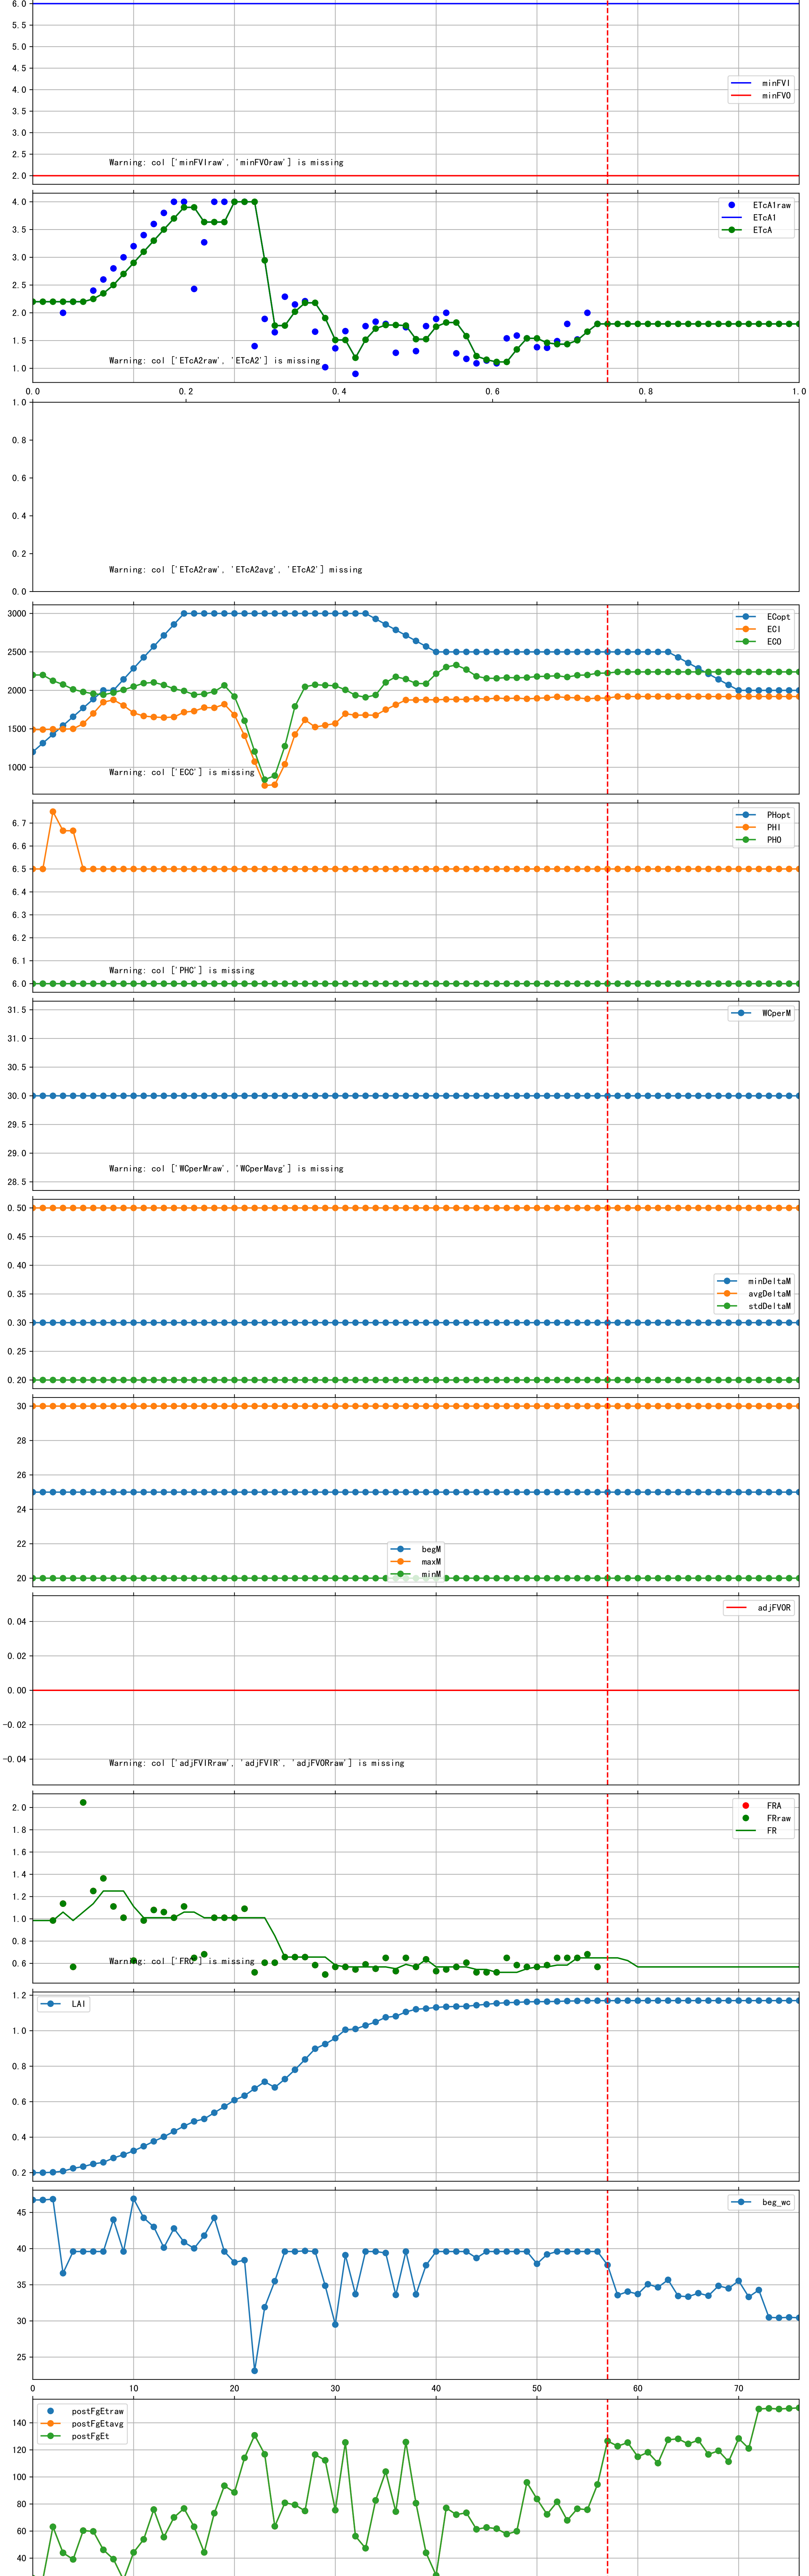 6.0
5.5
5.0
4.5
4.0
3.5
3.0
2.5
2.0
minFVI
minFVO
Warning: col ['minFVIraw', 'minFVOraw'] is missing
4.0
3.5
3.0
2.5
2.0
1.5
1.0
ETcA1raw
ETcA1
ETcA
Warning: col ['ETcA2raw', 'ETcA2'] is missing
0.0 0.2 0.4 0.6 0.8 1.0
1.0
0.8
0.6
0.4
0.2
0.0
Warning: col ['ETcA2raw', 'ETcA2avg', 'ETcA2'] missing
3000
2500
2000
1500
1000
ECopt
ECI
ECO
Warning: col ['ECC'] is missing
6.7
6.6
6.5
6.4
6.3
6.2
6.1
6.0
PHopt
PHI
PHO
Warning: col ['PHC'] is missing
31.5
31.0
30.5
30.0
29.5
29.0
28.5
WCperM
Warning: col ['WCperMraw', 'WCperMavg'] is missing
0.50
0.45
0.40
0.35
0.30
0.25
0.20
minDeltaM
avgDeltaM
stdDeltaM
30
28
26
24
22
20
begM
maxM
minM
0.04
0.02
0.00
-0.02
-0.04
adjFVOR
Warning: col ['adjFVIRraw', 'adjFVIR', 'adjFVORraw'] is missing
2.0
1.8
1.6
1.4
1.2
1.0
0.8
0.6
FRA
FRraw
FR
Warning: col ['FRO'] is missing
1.2
1.0
0.8
0.6
0.4
0.2
LAI
45
40
35
30
25
beg_wc
0 10 20 30 40 50 60 70
140
120
100
80
60
40
postFgEtraw
postFgEtavg
postFgEt